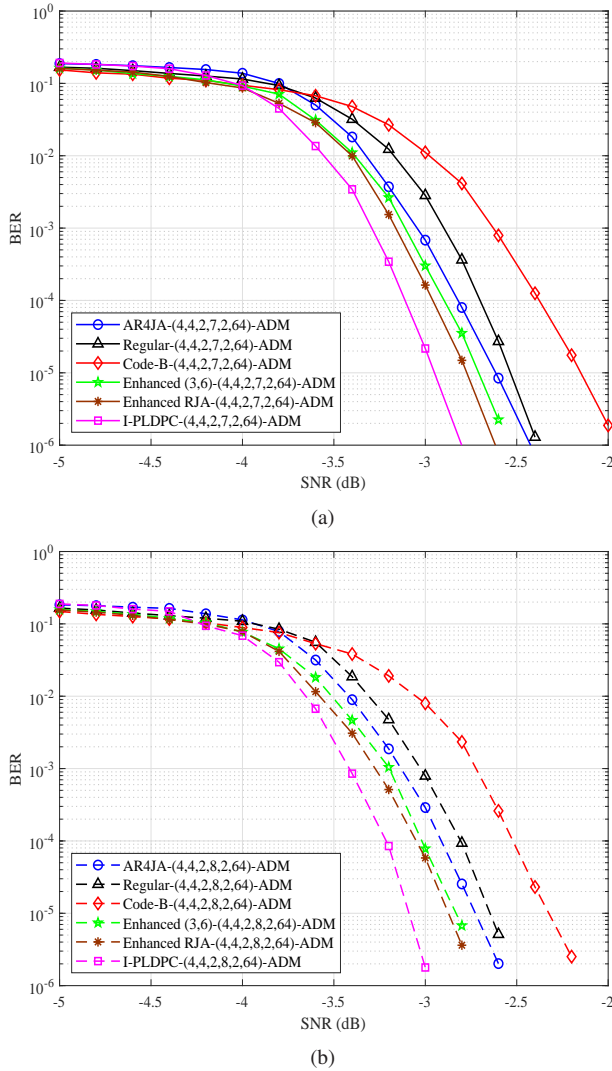 10^0
10^-1
10^-2
10^-3
10^-4
10^-5
10^-6
BER
AR4JA-(4,4,2,7,2,64)-ADM
Regular-(4,4,2,7,2,64)-ADM
Code-B-(4,4,2,7,2,64)-ADM
Enhanced (3,6)-(4,4,2,7,2,64)-ADM
Enhanced RJA-(4,4,2,7,2,64)-ADM
I-PLDPC-(4,4,2,7,2,64)-ADM
-5 -4.5 -4 -3.5 -3 -2.5 -2
SNR (dB)
(a)
10^0
10^-1
10^-2
10^-3
10^-4
10^-5
10^-6
BER
AR4JA-(4,4,2,8,2,64)-ADM
Regular-(4,4,2,8,2,64)-ADM
Code-B-(4,4,2,8,2,64)-ADM
Enhanced (3,6)-(4,4,2,8,2,64)-ADM
Enhanced RJA-(4,4,2,8,2,64)-ADM
I-PLDPC-(4,4,2,8,2,64)-ADM
-5 -4.5 -4 -3.5 -3 -2.5 -2
SNR (dB)
(b)